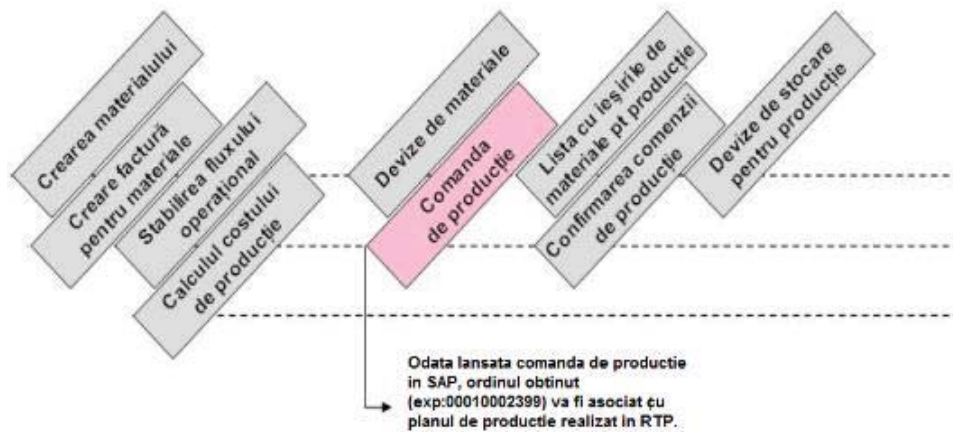 Crearea materialului
Creare factură
pentru materiale
Stabilirea fluxului
operațional
Calculul costului
de producție
Devize de materiale
Comanda
de producție
Lista cu ieșirile de
materiale pt producție
Confirmarea comenzii
de producție
Devize de stocare
pentru producție
Odata lansata comanda de productie
in SAP, ordinul obtinut
(exp:00010002399) va fi asociat cu
planul de productie realizat in RTP.